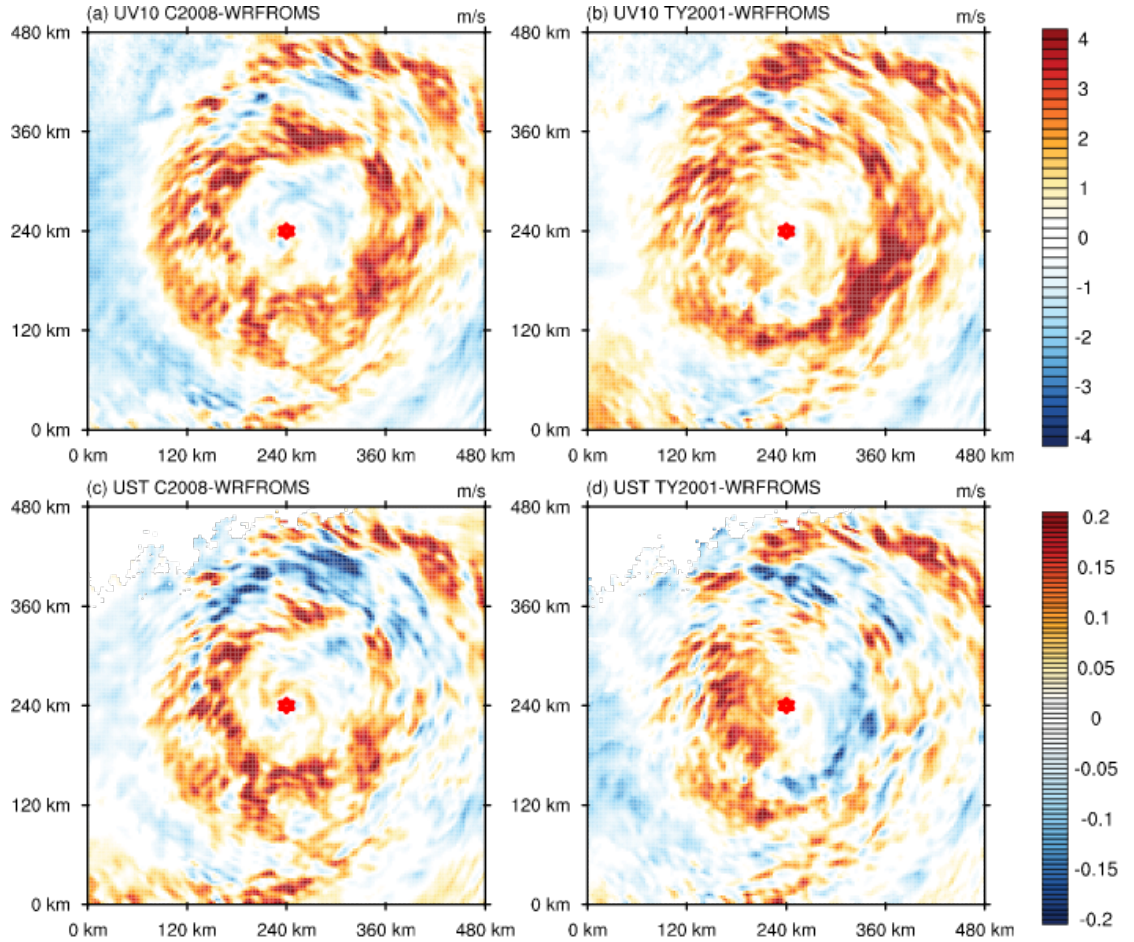 (a) UV10 C2008-WRFROMS m/s (b) UV10 TY2001-WRFROMS m/s
480 km 480 km 4
3
360 km 360 km 2
1
240 km 240 km 0
-1
120 km 120 km -2
-3
0 km 0 km -4
0 km 120 km 240 km 360 km 480 km 0 km 120 km 240 km 360 km 480 km
(c) UST C2008-WRFROMS m/s (d) UST TY2001-WRFROMS m/s
480 km 480 km 0.2
0.15
360 km 360 km 0.1
0.05
240 km 240 km 0
-0.05
120 km 120 km -0.1
-0.15
0 km 0 km -0.2
0 km 120 km 240 km 360 km 480 km 0 km 120 km 240 km 360 km 480 km